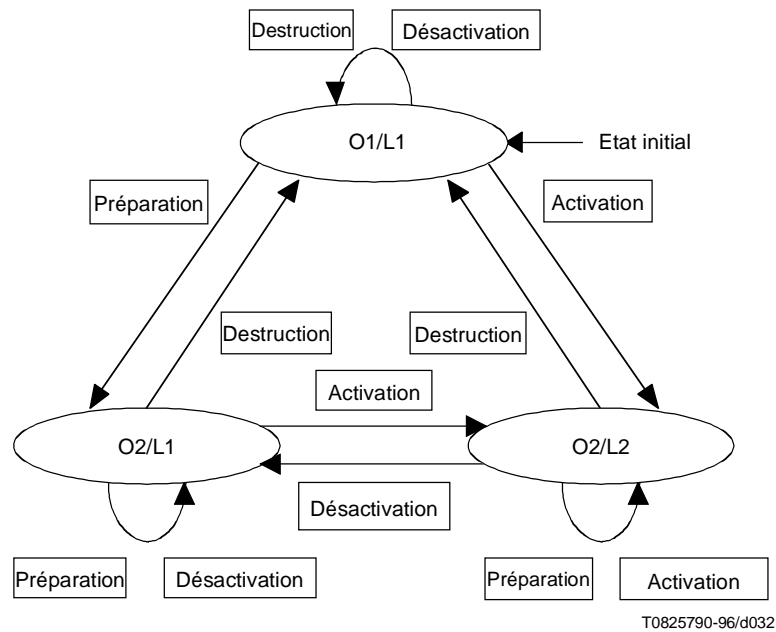 Destruction
Désactivation
O1/L1
Etat initial
Préparation
Activation
Destruction
Destruction
Activation
O2/L1
O2/L2
Désactivation
Préparation
Désactivation
Préparation
Activation
T0825790-96/d032